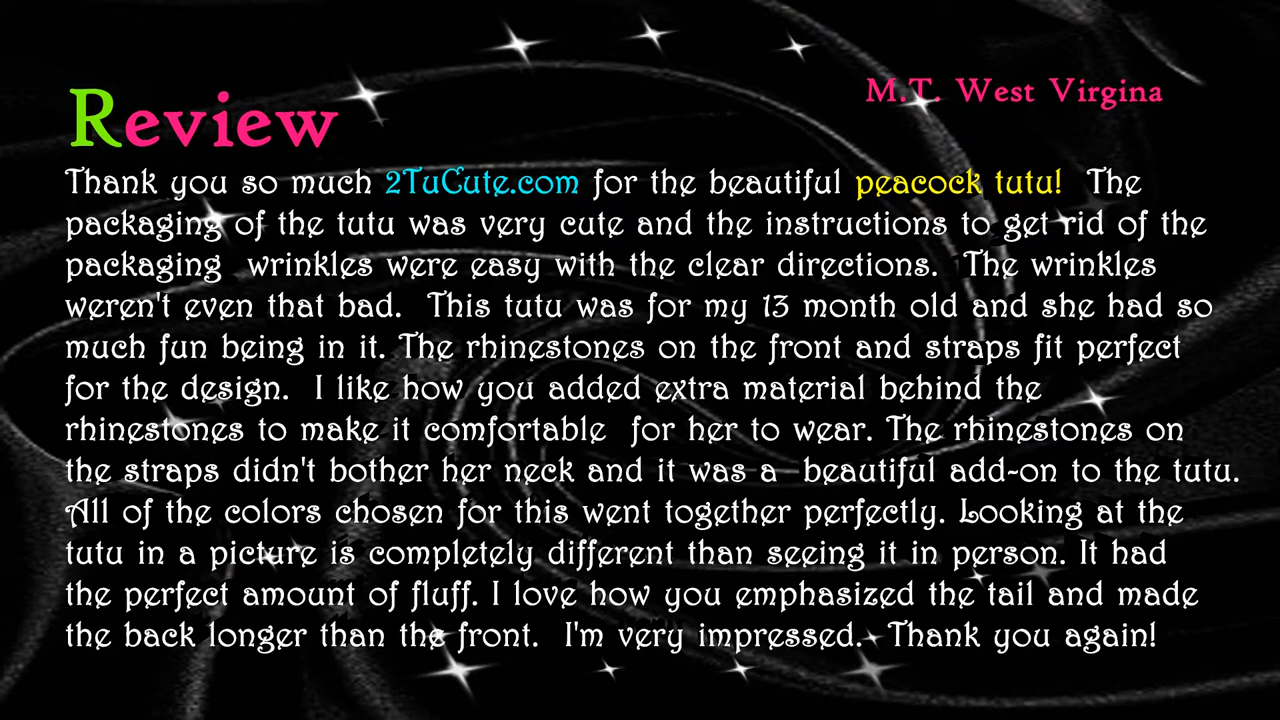 M.T. West Virgina
Review
Thank you so much 2TuCute.com for the beautiful peacock tutu! The
packaging of the tutu was very cute and the instructions to get rid of the
packaging wrinkles were easy with the clear directions. The wrinkles
weren't even that bad. This tutu was for my 13 month old and she had so
much fun being in it. The rhinestones on the front and straps fit perfect
for the design. I like how you added extra material behind the
rhinestones to make it comfortable for her to wear. The rhinestones on
the straps didn't bother her neck and it was a beautiful add-on to the tutu.
All of the colors chosen for this went together perfectly. Looking at the
tutu in a picture is completely different than seeing it in person. It had
the perfect amount of fluff. I love how you emphasized the tail and made
the back longer than the front. I'm very impressed. Thank you again!